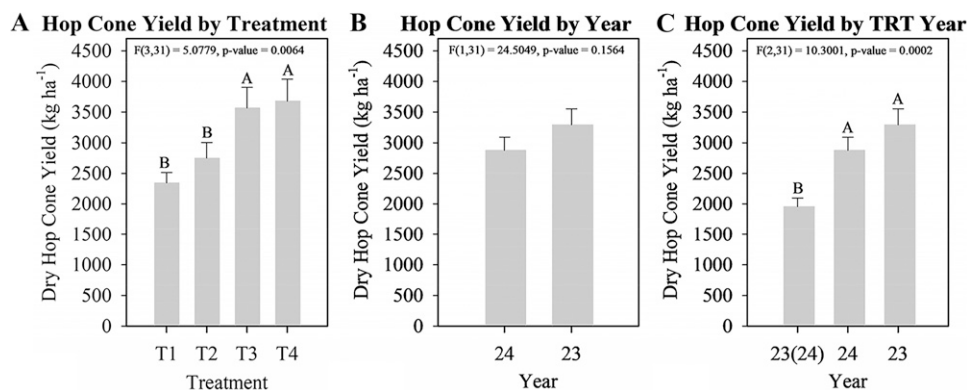 A Hop Cone Yield by Treatment
F(3,31) = 5.0779, p-value = 0.0064
Dry Hop Cone Yield (kg ha⁻¹)
4500
4000
3500
3000
2500
2000
1500
1000
500
0
B
B
A
A
T1 T2 T3 T4
Treatment
B Hop Cone Yield by Year
F(1,31) = 24.5049, p-value = 0.1564
Dry Hop Cone Yield (kg ha⁻¹)
4500
4000
3500
3000
2500
2000
1500
1000
500
0
24 23
Year
C Hop Cone Yield by TRT Year
F(2,31) = 10.3001, p-value = 0.0002
Dry Hop Cone Yield (kg ha⁻¹)
4500
4000
3500
3000
2500
2000
1500
1000
500
0
B
A
A
23(24) 24 23
Year